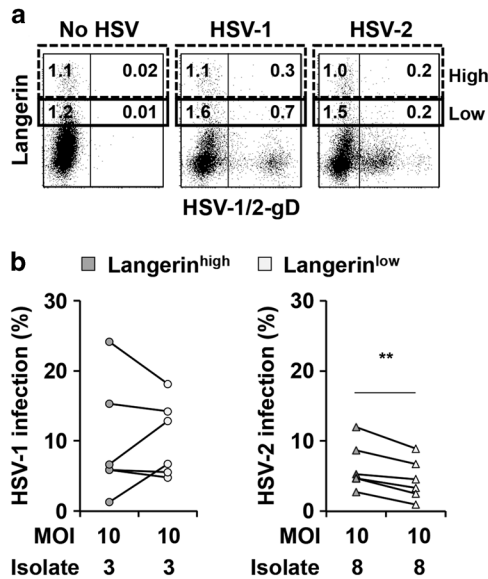 a
No HSV HSV-1 HSV-2
Langerin
1.1 0.02 1.1 0.3 1.0 0.2 High
1.2 0.01 1.6 0.7 1.5 0.2 Low
HSV-1/2-gD
b
Langerinhigh Langerinlow
HSV-1 infection (%)
30
20
10
0
MOI 10 10
Isolate 3 3
HSV-2 infection (%)
30
20
10
0
**
MOI 10 10
Isolate 8 8